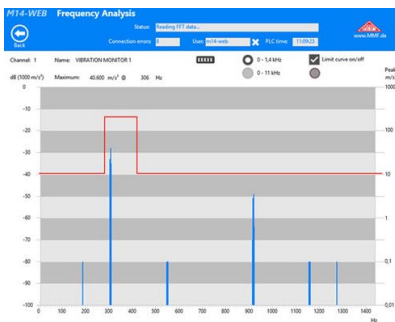 M14-WEB Frequency Analysis
Status: Reading FFT data...
Connection errors: 0 User: m14-web PLC time: 11:09:23
Back
MMF
www.MMF.de
Channel: 1 Name: VIBRATION MONITOR 1 0 - 1,4 kHz Limit curve on/off
dB (1000 m/s²) Maximum: 40.600 m/s² @ 306 Hz 0 - 11 kHz Peak
m/s
0 1000
-10
-20 100
-30
-40 10
-50
-60 1
-70
-80 0,1
-90
-100 0,01
0 100 200 300 400 500 600 700 800 900 1000 1100 1200 1300 1400
Hz